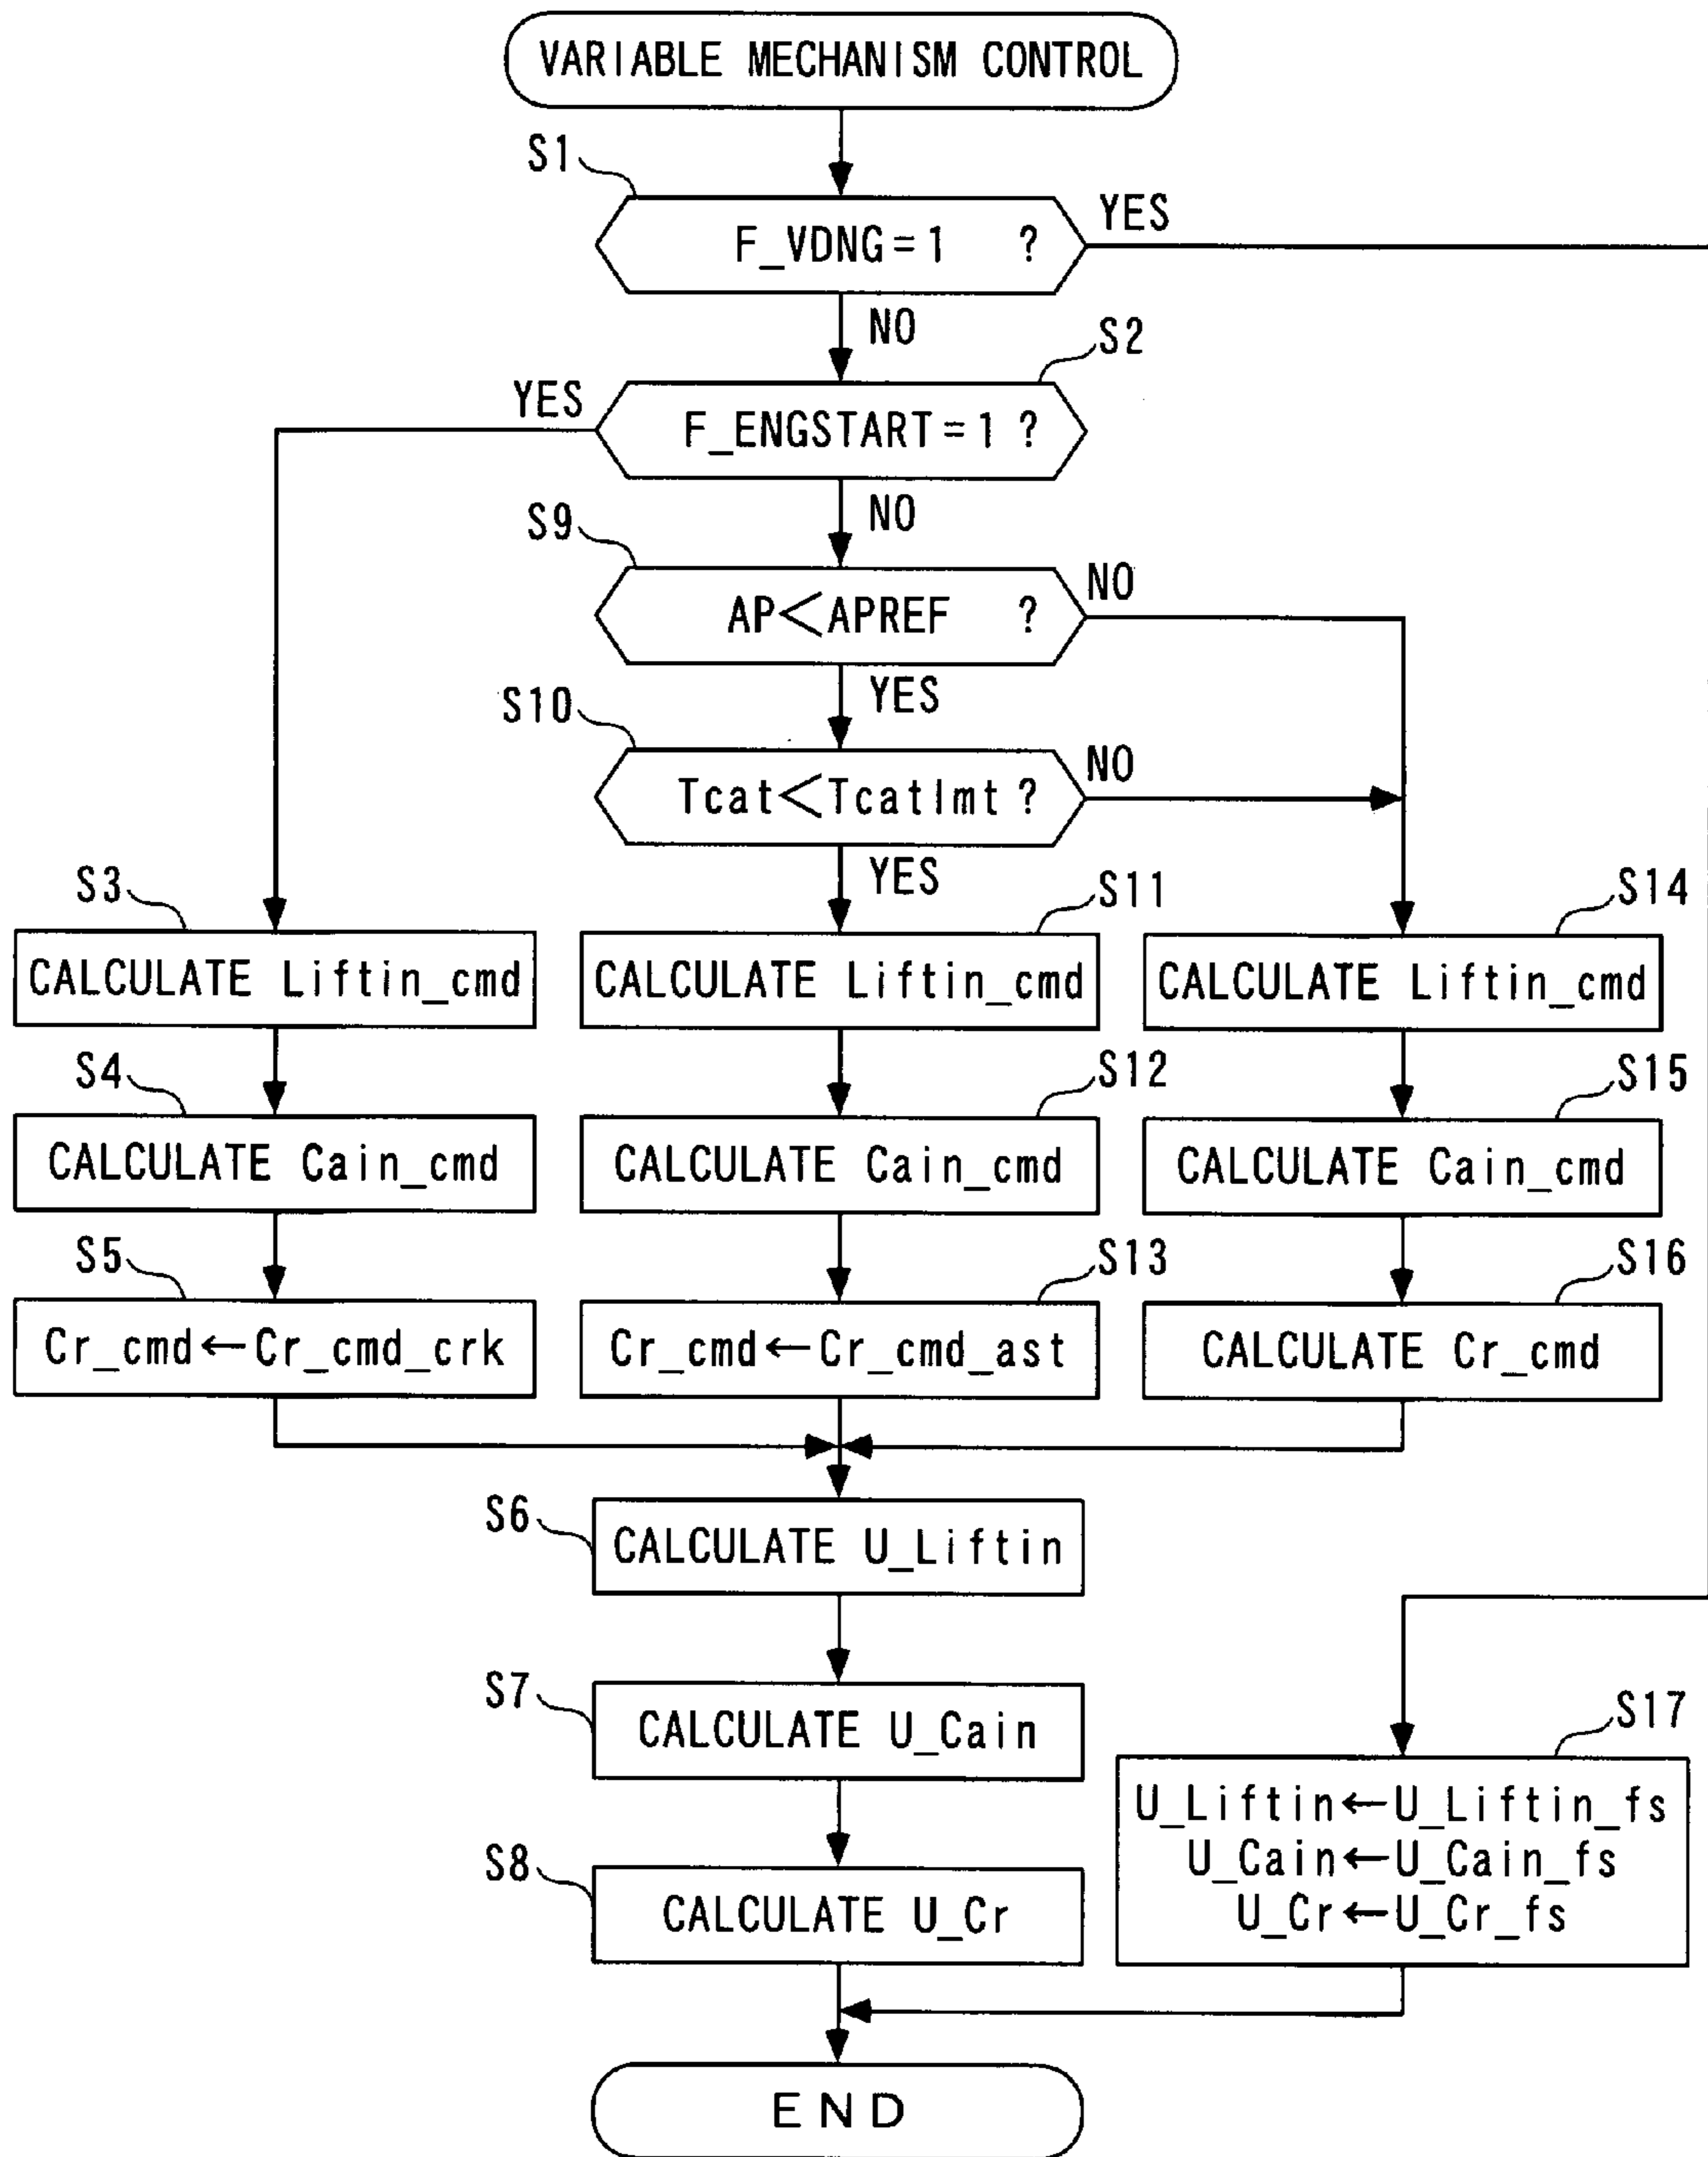 VARIABLE MECHANISM CONTROL
S1
F_VDNG=1 ?
YES
NO
S2
YES
F_ENGSTART=1 ?
NO
S9
AP<APREF ?
NO
YES
S10
Tcat<Tcatlmt ?
NO
YES
S3
CALCULATE Liftin_cmd
S11
CALCULATE Liftin_cmd
S14
CALCULATE Liftin_cmd
S4
CALCULATE Cain_cmd
S12
CALCULATE Cain_cmd
S15
CALCULATE Cain_cmd
S5
Cr_cmd←Cr_cmd_crk
S13
Cr_cmd←Cr_cmd_ast
S16
CALCULATE Cr_cmd
S6
CALCULATE U_Liftin
S7
CALCULATE U_Cain
S8
CALCULATE U_Cr
S17
U_Liftin←U_Liftin_fs
U_Cain←U_Cain_fs
U_Cr←U_Cr_fs
END